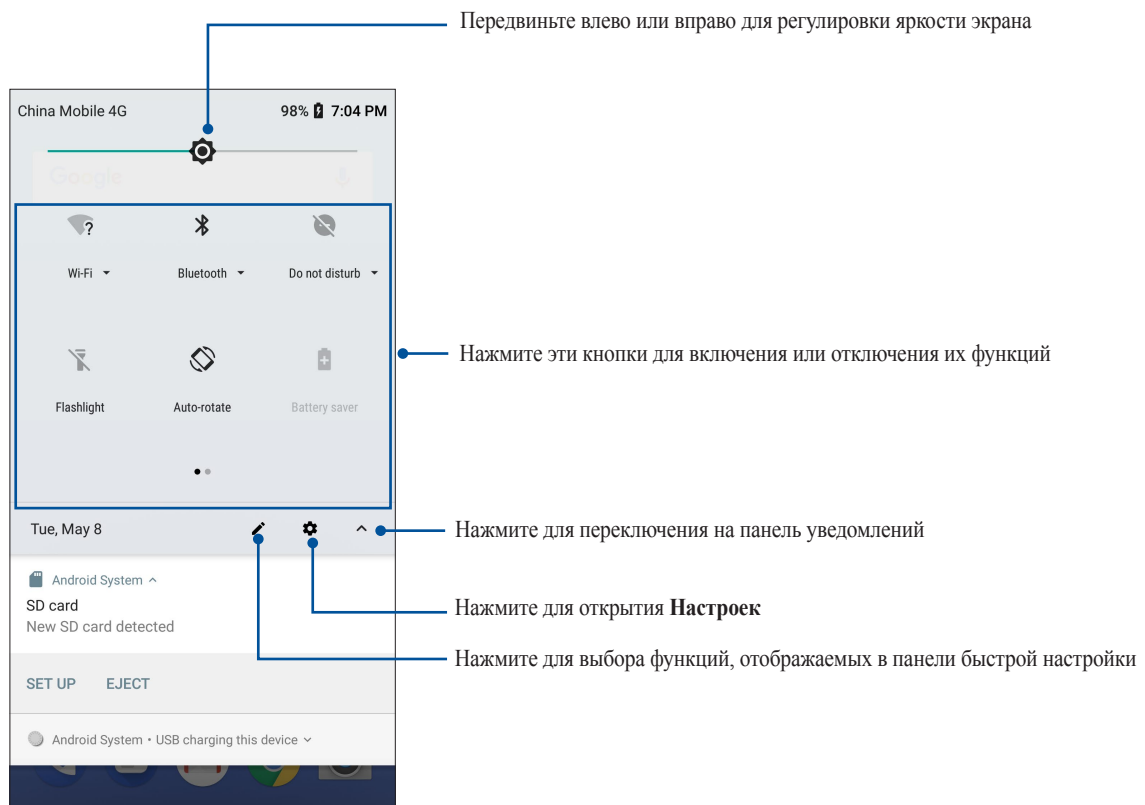 Передвиньте влево или вправо для регулировки яркости экрана
China Mobile 4G 98% 7:04 PM
Google
Wi-Fi Bluetooth Do not disturb
Нажмите эти кнопки для включения или отключения их функций
Flashlight Auto-rotate Battery saver
Tue, May 8
Нажмите для переключения на панель уведомлений
Android System
SD card
New SD card detected
Нажмите для открытия Настроек
Нажмите для выбора функций, отображаемых в панели быстрой настройки
SET UP EJECT
Android System • USB charging this device